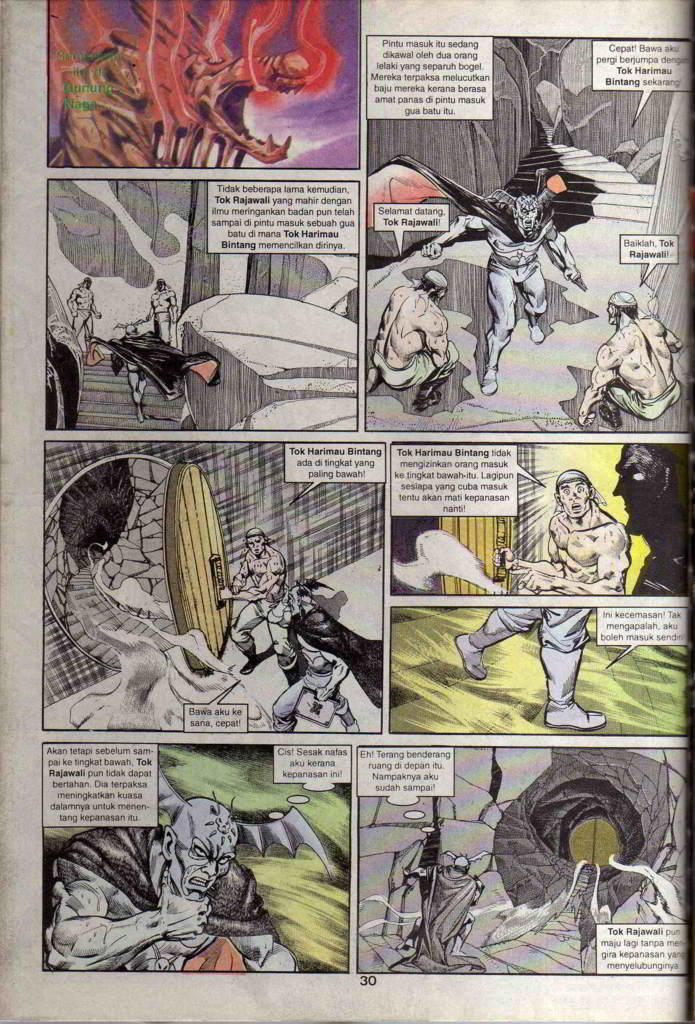 itu di
Gunung
Naga...
Tidak beberapa lama kemudian,
Tok Rajawali yang mahir dengan
ilmu meringankan badan pun telah
sampai di pintu masuk sebuah gua
batu di mana Tok Harimau
Bintang memencilkan dirinya.
Pintu masuk itu sedang
dikawal oleh dua orang
lelaki yang separuh bogel.
Mereka terpaksa melucutkan
baju mereka kerana berasa
amat panas di pintu masuk
gua batu itu.
Cepat! Bawa aku
pergi berjumpa dengan
Tok Harimau
Bintang sekarang!
Selamat datang,
Tok Rajawali!
Baiklah, Tok
Rajawali!
Tok Harimau Bintang
ada di tingkat yang
paling bawah!
Bawa aku ke
sana, cepat!
Tok Harimau Bintang tidak
mengizinkan orang masuk
ke tingkat bawah itu. Lagipun
sesiapa yang cuba masuk
tentu akan mati kepanasan
nanti!
Ini kecemasan! Tak
mengapalah, aku
boleh masuk sendiri
Akan tetapi sebelum sam-
pai ke tingkat bawah, Tok
Rajawali pun tidak dapat
bertahan. Dia terpaksa
meningkatkan kuasa
dalamnya untuk menen-
tang kepanasan itu.
Cis! Sesak nafas
aku kerana
kepanasan ini!
Eh! Terang benderang
ruang di depan itu.
Nampaknya aku
sudah sampai!
Tok Rajawali pun
maju lagi tanpa me-
gira kepanasan yang
menyelubunginya
30